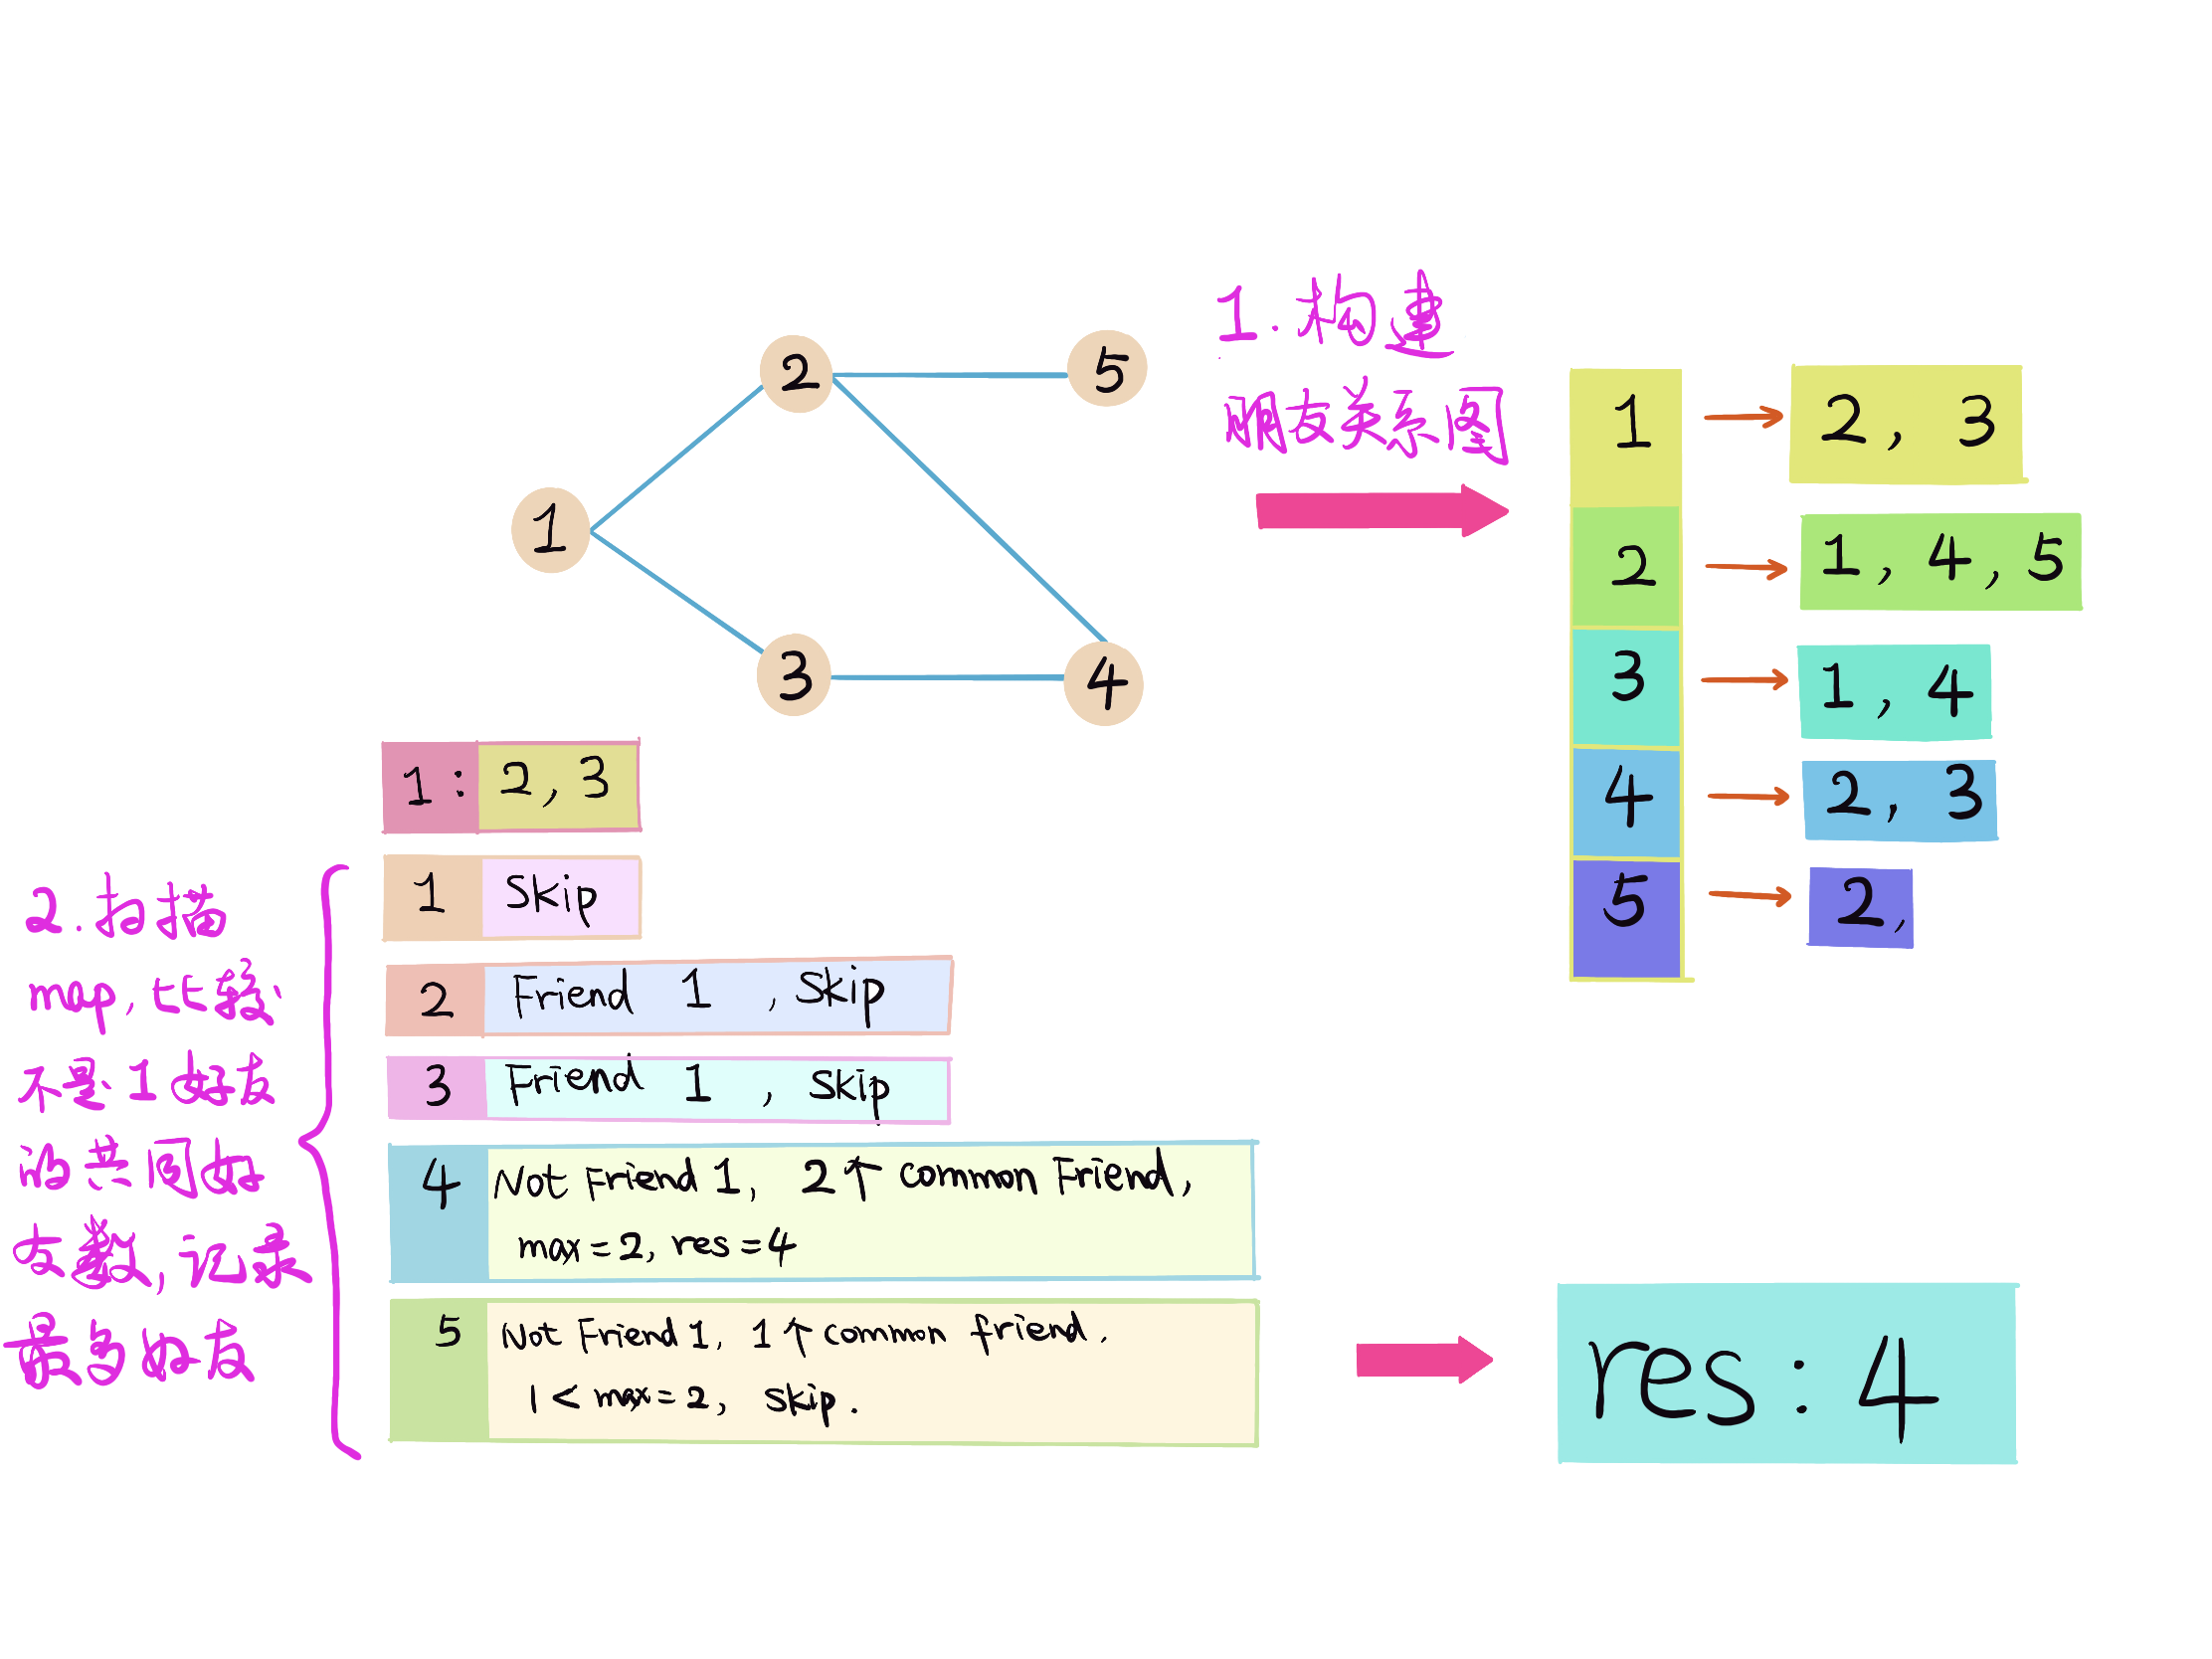 1. 构建
朋友关系图
2
5
1
3
4
1 → 2, 3
2 → 1, 4, 5
3 → 1, 4
4 → 2, 3
5 → 2,
1: 2, 3
1 Skip
2 Friend 1, Skip
3 Friend 1, Skip
4 Not Friend 1, 2个 common Friend,
max=2, res=4
5 Not Friend 1, 1个 common friend.
1 < max=2, skip.
2. 扫描
map, 比较
不是1好友
的共同好
友数, 记录
最多好友
res: 4